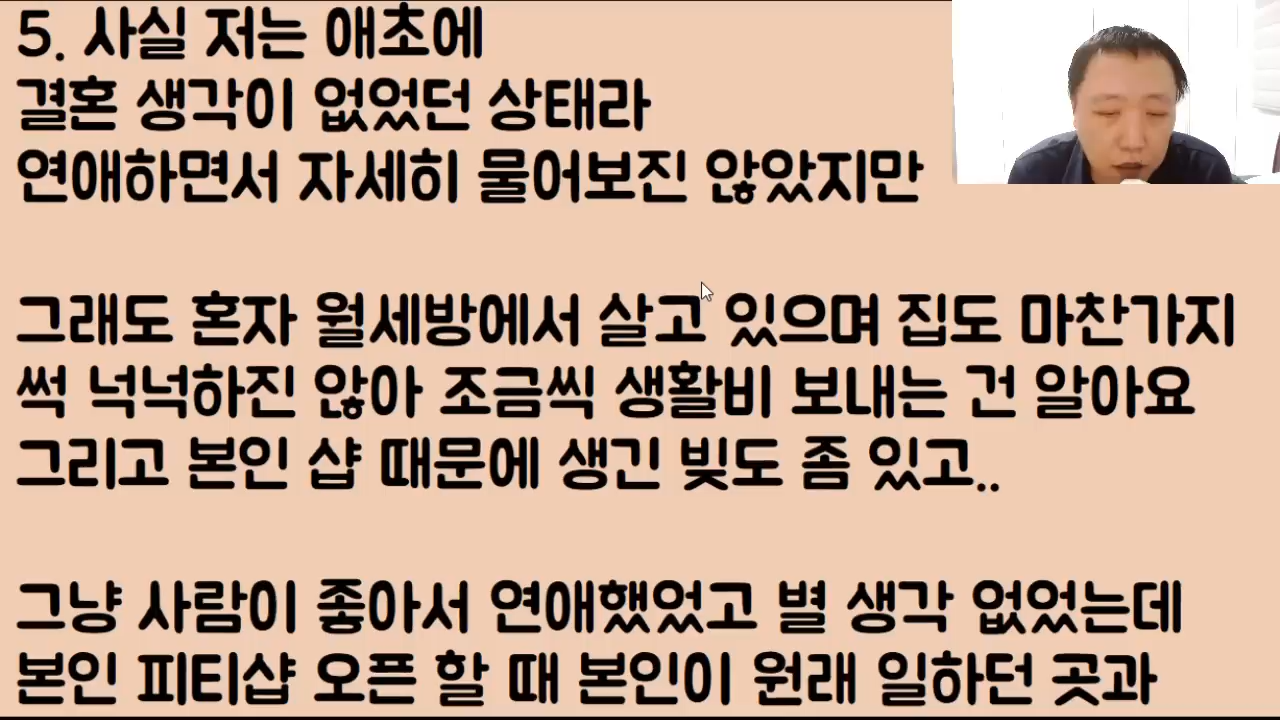 5. 사실 저는 애초에
결혼 생각이 없었던 상태라
연애하면서 자세히 물어보진 않았지만
그래도 혼자 월세방에서 살고 있으며 집도 마찬가지
썩 넉넉하진 않아 조금씩 생활비 보내는 건 알아요
그리고 본인 샵 때문에 생긴 빚도 좀 있고..
그냥 사람이 좋아서 연애했었고 별 생각 없었는데
본인 피티샵 오픈 할 때 본인이 원래 일하던 곳과